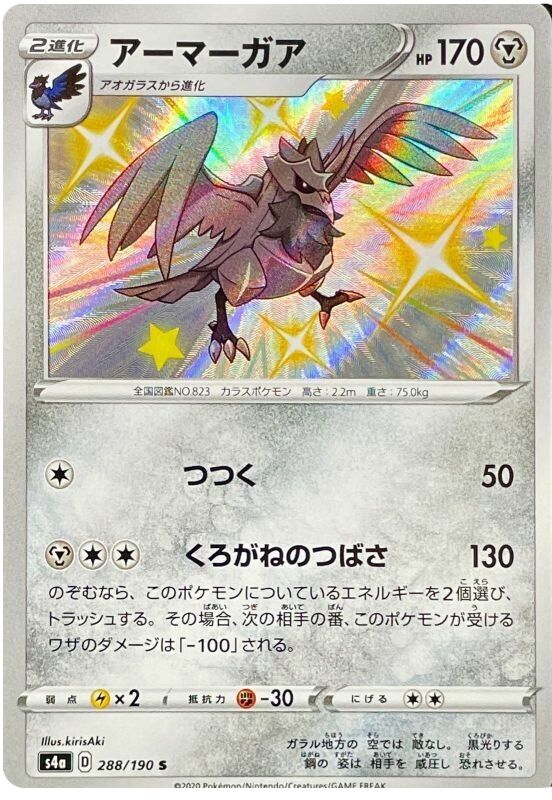 2進化 アーマーガア HP 170
アオガラスから進化
全国図鑑NO.823 カラスポケモン 高さ：2.2m 重さ：75.0kg
つつく 50
くろがねのつばさ 130
のぞむなら、このポケモンについているエネルギーを2個選び、
トラッシュする。その場合、次の相手の番、このポケモンが受ける
ワザのダメージは「-100」される。
弱点 ×2 抵抗力 -30 にげる
Illus.kirisAki
ガラル地方の 空では 敵なし。 黒光りする
鋼の 姿は 相手を 威圧し 恐れさせる。
s4a D 288/190 S
©2020 Pokémon/Nintendo/Creatures/GAME FREAK